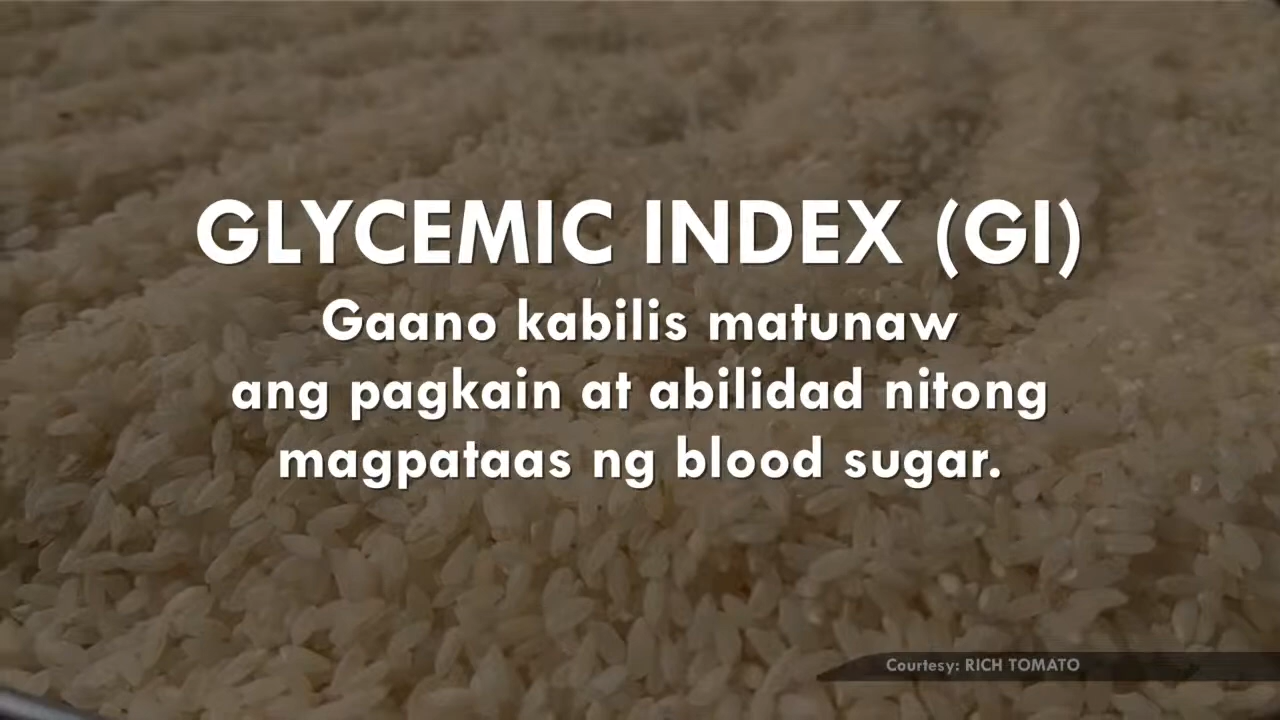 GLYCEMIC INDEX (GI)
Gaano kabilis matunaw
ang pagkain at abilidad nitong
magpataas ng blood sugar.
Courtesy: RICH TOMATO